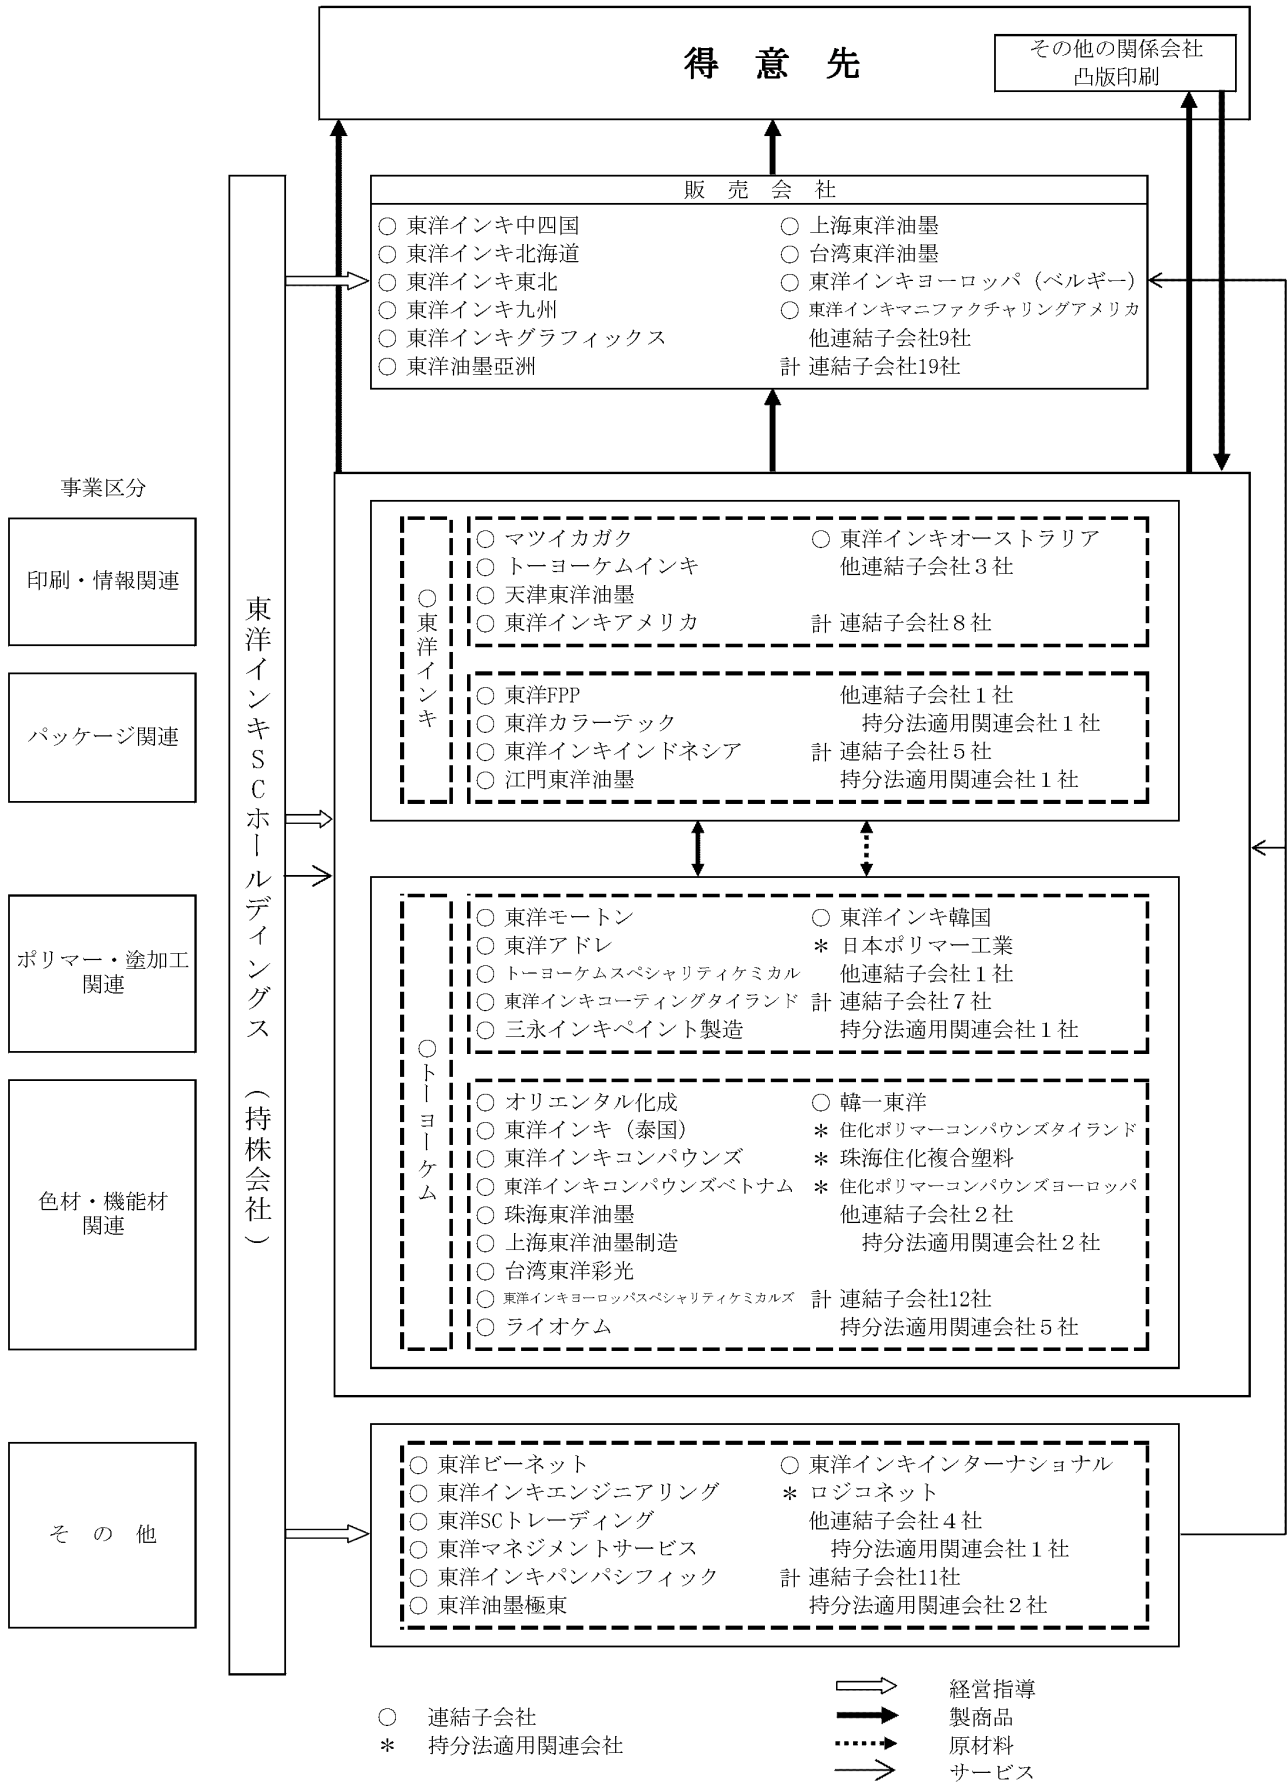 得　意　先
その他の関係会社
凸版印刷
販　売　会　社
○ 東洋インキ中四国
○ 東洋インキ北海道
○ 東洋インキ東北
○ 東洋インキ九州
○ 東洋インキグラフィックス
○ 東洋油墨亞洲
○ 上海東洋油墨
○ 台湾東洋油墨
○ 東洋インキヨーロッパ（ベルギー）
○ 東洋インキマニファクチャリングアメリカ
他連結子会社9社
計 連結子会社19社
事業区分
印刷・情報関連
パッケージ関連
ポリマー・塗加工
関連
色材・機能材
関連
そ　の　他
東洋インキSCホールディングス　（持株会社）
○東洋インキ
○ マツイカガク
○ トーヨーケムインキ
○ 天津東洋油墨
○ 東洋インキアメリカ
○ 東洋インキオーストラリア
他連結子会社３社
計 連結子会社８社
○ 東洋FPP
○ 東洋カラーテック
○ 東洋インキインドネシア
○ 江門東洋油墨
他連結子会社１社
持分法適用関連会社１社
計 連結子会社５社
持分法適用関連会社１社
○トーヨーケム
○ 東洋モートン
○ 東洋アドレ
○ トーヨーケムスペシャリティケミカル
○ 東洋インキコーティングタイランド
○ 三永インキペイント製造
○ 東洋インキ韓国
＊ 日本ポリマー工業
他連結子会社１社
計 連結子会社７社
持分法適用関連会社１社
○ オリエンタル化成
○ 東洋インキ（泰国）
○ 東洋インキコンパウンズ
○ 東洋インキコンパウンズベトナム
○ 珠海東洋油墨
○ 上海東洋油墨制造
○ 台湾東洋彩光
○ 東洋インキヨーロッパスペシャリティケミカルズ
○ ライオケム
○ 韓一東洋
＊ 住化ポリマーコンパウンズタイランド
＊ 珠海住化複合塑料
＊ 住化ポリマーコンパウンズヨーロッパ
他連結子会社２社
持分法適用関連会社２社
計 連結子会社12社
持分法適用関連会社５社
○ 東洋ビーネット
○ 東洋インキエンジニアリング
○ 東洋SCトレーディング
○ 東洋マネジメントサービス
○ 東洋インキパンパシフィック
○ 東洋油墨極東
○ 東洋インキインターナショナル
＊ ロジコネット
他連結子会社４社
持分法適用関連会社１社
計 連結子会社11社
持分法適用関連会社２社
○ 連結子会社
＊ 持分法適用関連会社
経営指導
製商品
原材料
サービス